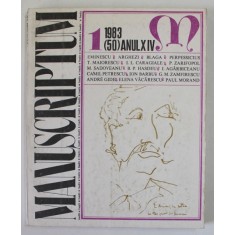 MANUSCRIPTUM
1 1983
(50) ANUL XIV
EMINESCU § ARGHEZI § BLAGA § PERPESSICIUS
T. MAIORESCU § I. L. CARAGIALE § P. ZARIFOPOL
M. SADOVEANU § B. P. HASDEU § I. AGÂRBICEANU
CAMIL PETRESCU § ION BARBU § G. M. ZAMFIRESCU
ANDRÉ GIDE § ELENA VĂCĂRESCU § PAUL MORAND